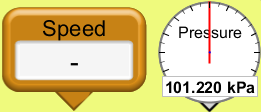 Speed
-
Pressure
101.220 kPa